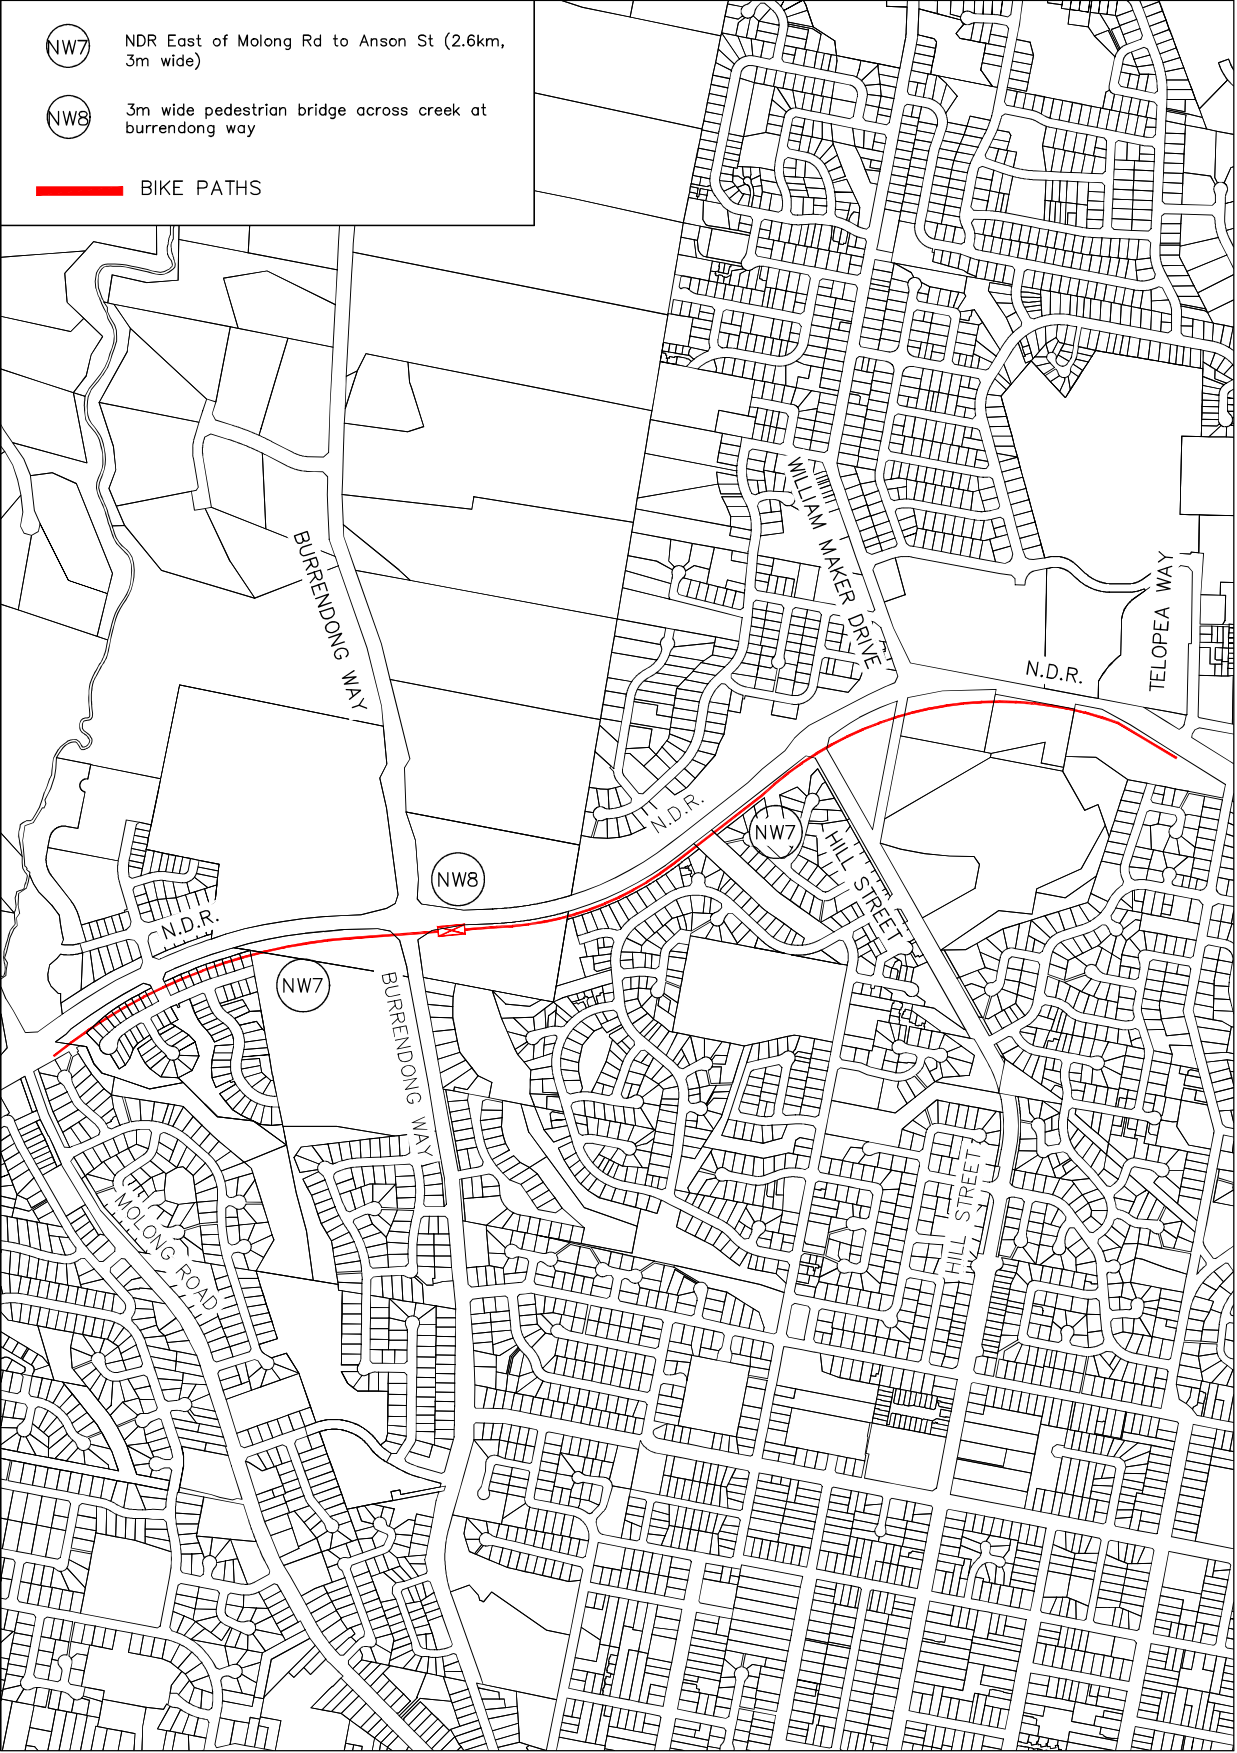 NW7
NDR East of Molong Rd to Anson St (2.6km,
3m wide)
NW8
3m wide pedestrian bridge across creek at
burrendong way
BIKE PATHS
WILLIAM MAKER DRIVE
BURRENDONG WAY
TELOPEA WAY
N.D.R.
N.D.R.
NW7
HILL STREET
NW8
N.D.R.
NW7
BURRENDONG WAY
HILL STREET
MOLONG ROAD